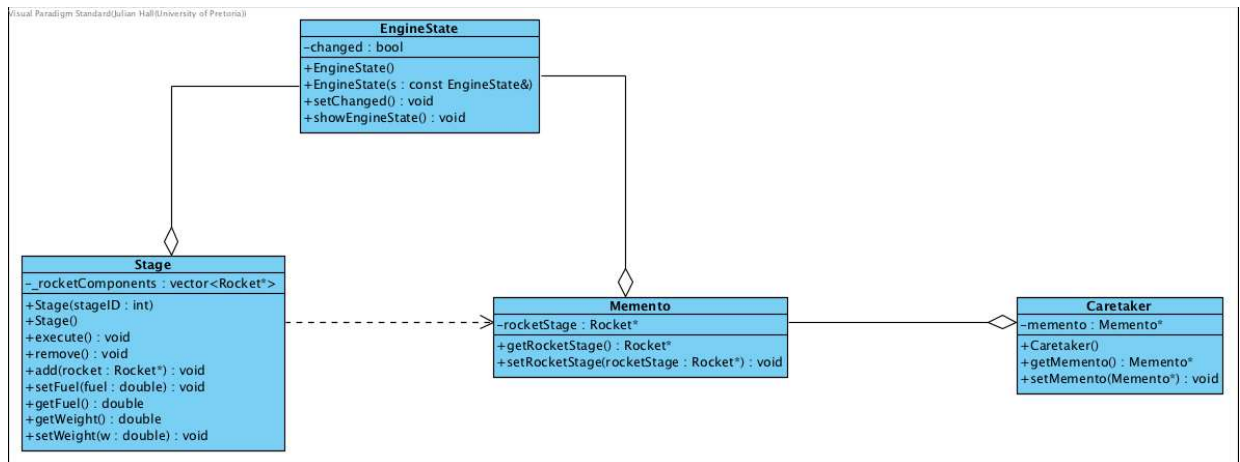 Visual Paradigm Standard(Julian Hall(University of Pretoria))
EngineState
-changed : bool
+EngineState()
+EngineState(s : const EngineState&)
+setChanged() : void
+showEngineState() : void
Stage
-_rocketComponents : vector<Rocket*>
+Stage(stageID : int)
+Stage()
+execute() : void
+remove() : void
+add(rocket : Rocket*) : void
+setFuel(fuel : double) : void
+getFuel() : double
+getWeight() : double
+setWeight(w : double) : void
Memento
-rocketStage : Rocket*
+getRocketStage() : Rocket*
+setRocketStage(rocketStage : Rocket*) : void
Caretaker
-memento : Memento*
+Caretaker()
+getMemento() : Memento*
+setMemento(Memento*) : void